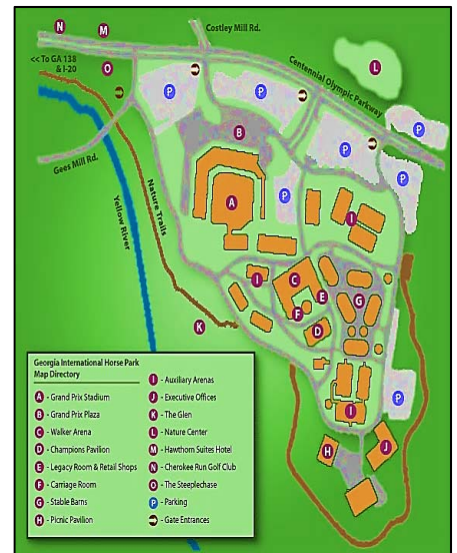 N
M
Costley Mill Rd.
<< To GA 138
& I-20
O
L
Centennial Olympic Parkway
P
P
P
B
P
Gees Mill Rd.
Nature Trails
P
P
A
I
Yellow River
I
C
E
G
F
K
D
P
I
H
J
Georgia International Horse Park
Map Directory
A - Grand Prix Stadium
B - Grand Prix Plaza
C - Walker Arena
D - Champions Pavilion
E - Legacy Room & Retail Shops
F - Carriage Room
G - Stable Barns
H - Picnic Pavilion
I - Auxiliary Arenas
J - Executive Offices
K - The Glen
L - Nature Center
M - Hawthorn Suites Hotel
N - Cherokee Run Golf Club
O - The Steeplechase
P - Parking
- Gate Entrances